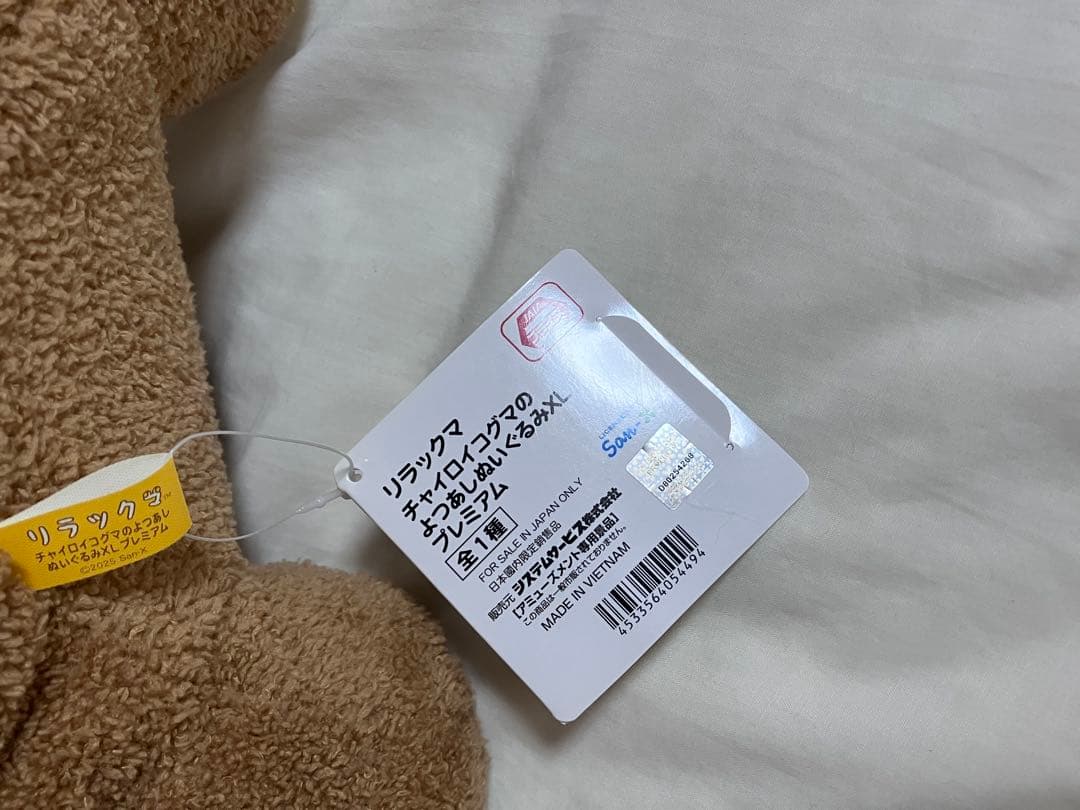 JAIA
リラックマ
チャイロイコグマの
よつあしぬいぐるみXL
プレミアム
全1種
FOR SALE IN JAPAN ONLY
日本國内限定銷售品
販売元 システムサービス株式会社
[アミューズメント専用景品]
この商品は一般市販されておりません。
MADE IN VIETNAM
San-X
D80254208
4533564054494
リラックマ
チャイロイコグマのよつあし
ぬいぐるみXL プレミアム
©2025 San-X